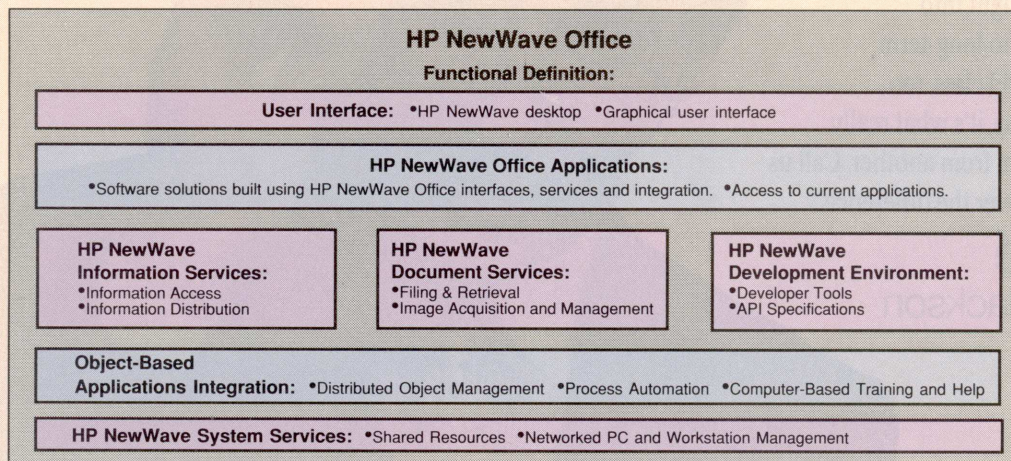 HP NewWave Office
Functional Definition:
User Interface: •HP NewWave desktop •Graphical user interface
HP NewWave Office Applications:
•Software solutions built using HP NewWave Office interfaces, services and integration. •Access to current applications.
HP NewWave
Information Services:
•Information Access
•Information Distribution
HP NewWave
Document Services:
•Filing & Retrieval
•Image Acquisition and Management
HP NewWave
Development Environment:
•Developer Tools
•API Specifications
Object-Based
Applications Integration: •Distributed Object Management •Process Automation •Computer-Based Training and Help
HP NewWave System Services: •Shared Resources •Networked PC and Workstation Management